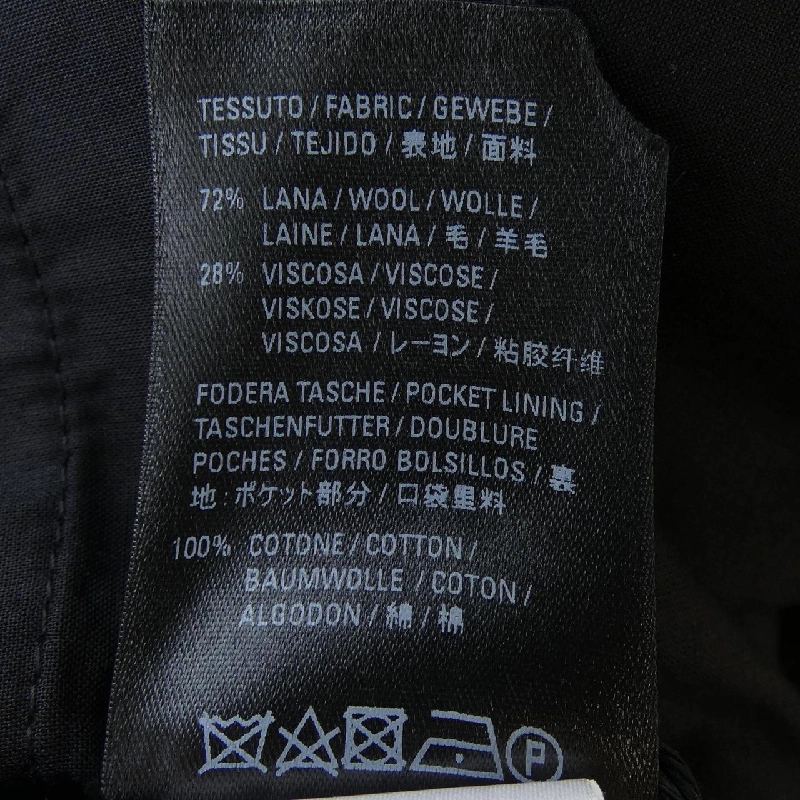 TESSUTO / FABRIC / GEWEBE /
TISSU / TEJIDO / 表地 / 面料
72% LANA / WOOL / WOLLE /
LAINE / LANA / 毛 / 羊毛
28% VISCOSA / VISCOSE /
VISKOSE / VISCOSE /
VISCOSA / レーヨン / 粘胶纤维
FODERA TASCHE / POCKET LINING /
TASCHENFUTTER / DOUBLURE
POCHES / FORRO BOLSILLOS / 裏
地:ポケット部分 / 口袋里料
100% COTONE / COTTON /
BAUMWOLLE / COTON /
ALGODON / 綿 / 棉
P